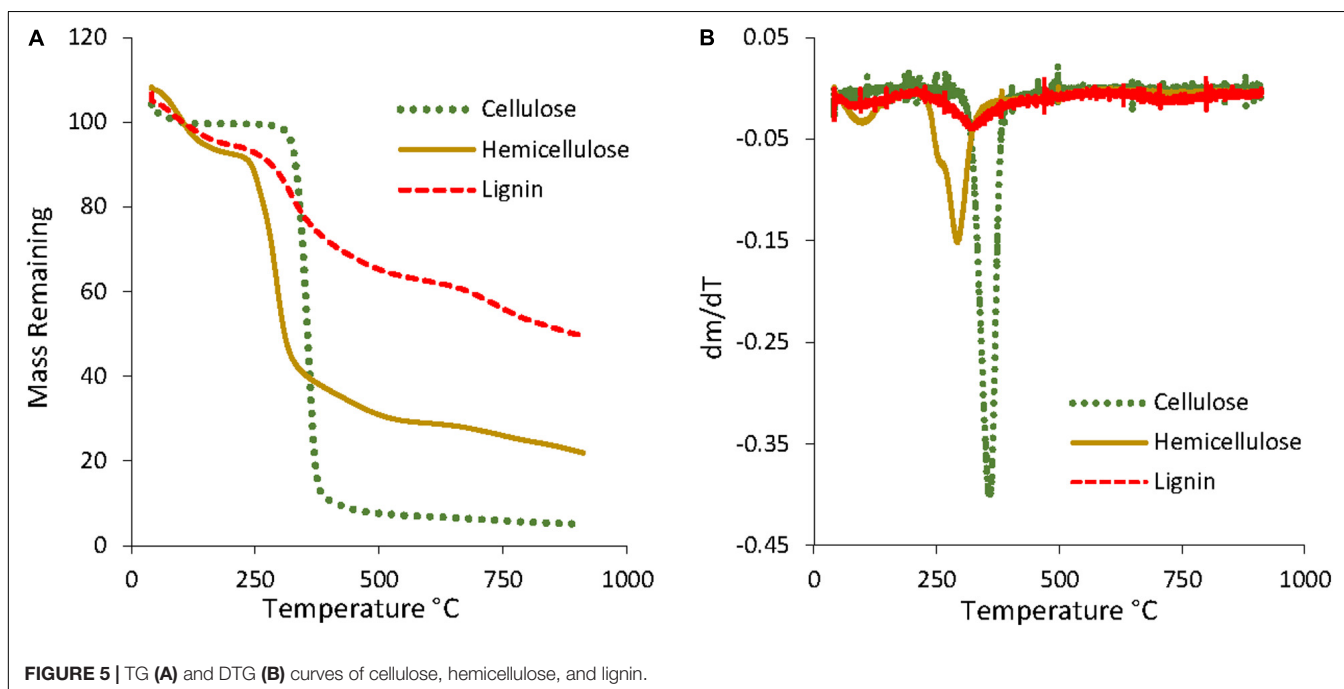 A
120
100
80
60
40
20
0
Mass Remaining
0 250 500 750 1000
Temperature °C
Cellulose
Hemicellulose
Lignin
B
0.05
-0.05
-0.15
-0.25
-0.35
-0.45
dm/dT
0 250 500 750 1000
Temperature °C
Cellulose
Hemicellulose
Lignin
FIGURE 5 | TG (A) and DTG (B) curves of cellulose, hemicellulose, and lignin.